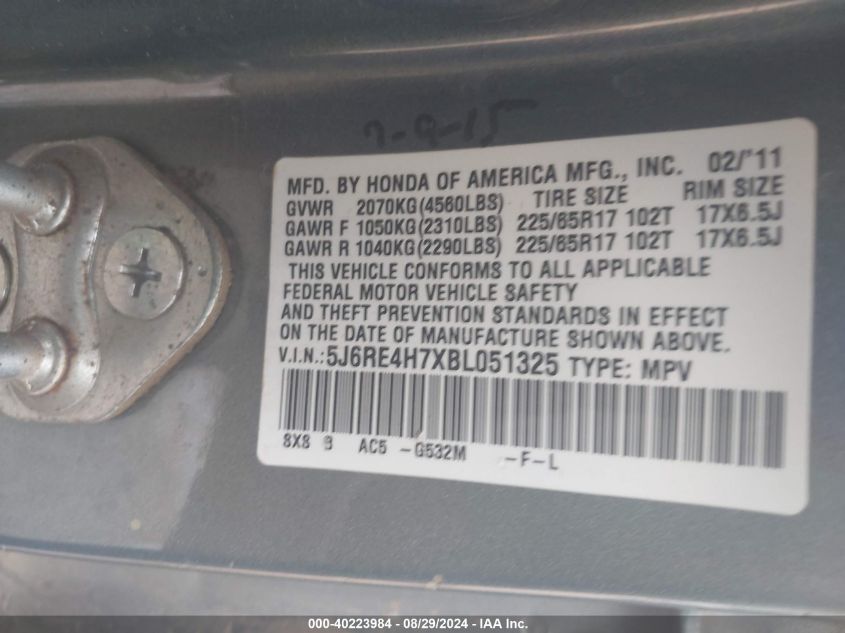 7-9-15
MFD. BY HONDA OF AMERICA MFG., INC. 02/'11
GVWR 2070KG(4560LBS) TIRE SIZE RIM SIZE
GAWR F 1050KG(2310LBS) 225/65R17 102T 17X6.5J
GAWR R 1040KG(2290LBS) 225/65R17 102T 17X6.5J
THIS VEHICLE CONFORMS TO ALL APPLICABLE
FEDERAL MOTOR VEHICLE SAFETY
AND THEFT PREVENTION STANDARDS IN EFFECT
ON THE DATE OF MANUFACTURE SHOWN ABOVE.
V.I.N.: 5J6RE4H7XBL051325 TYPE: MPV
AC5 -G532M -F-L
000-40223984 / 08/29/2024 - IAA Inc.